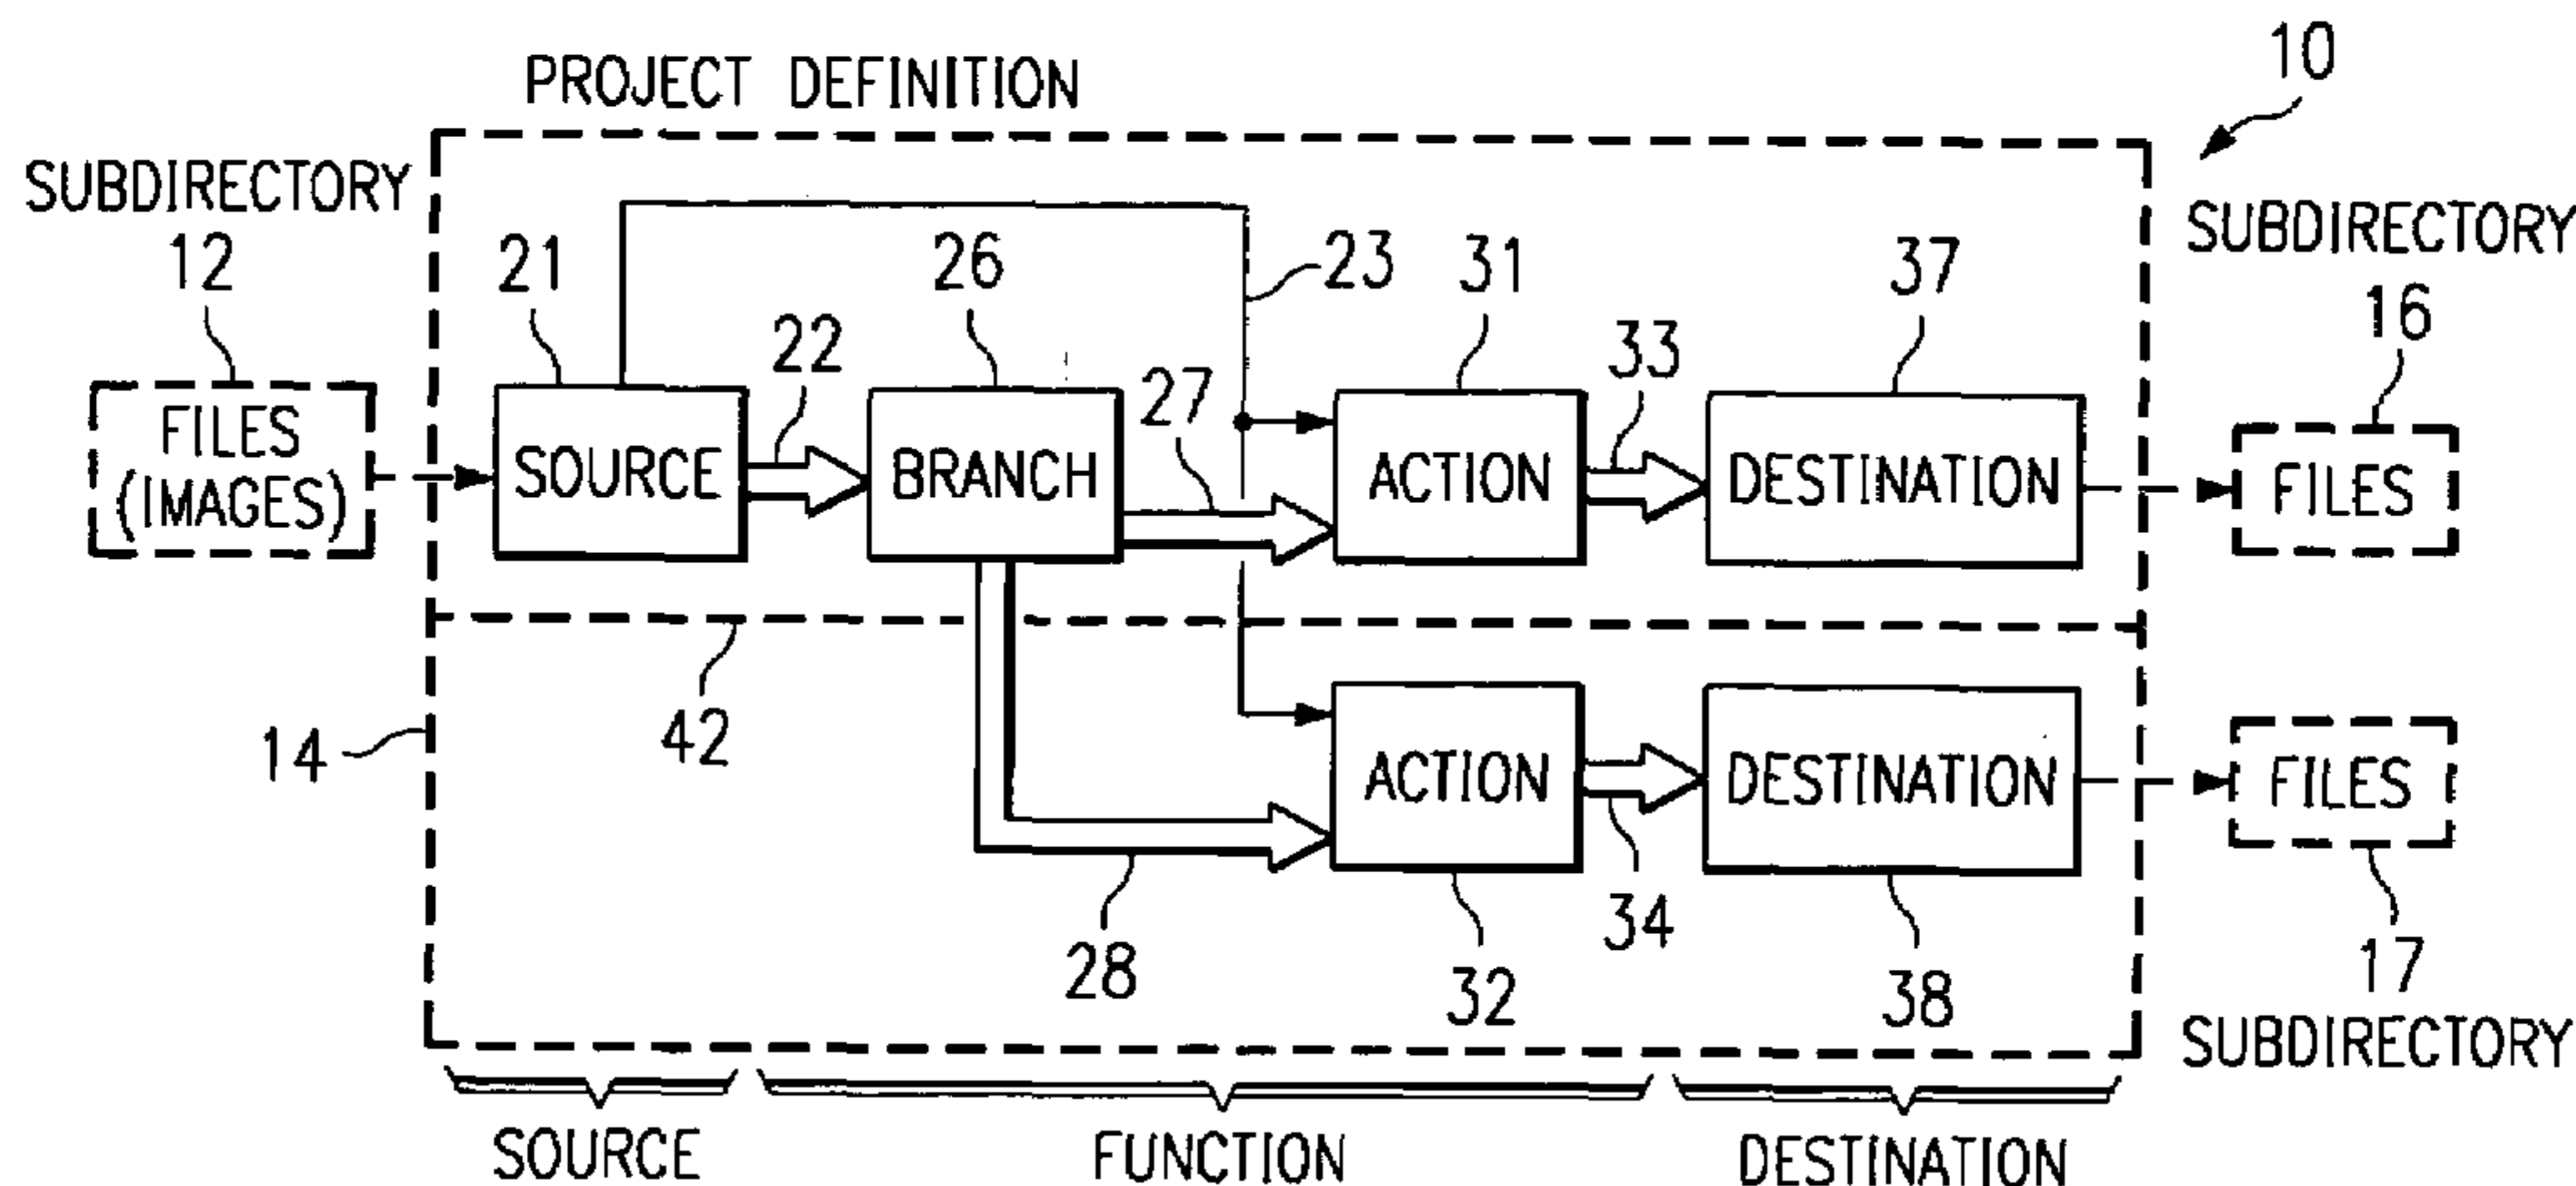 PROJECT DEFINITION
10
SUBDIRECTORY
12
SUBDIRECTORY
16
21
22
26
23
27
31
33
37
FILES
(IMAGES)
SOURCE
BRANCH
ACTION
DESTINATION
FILES
14
42
28
ACTION
32
34
DESTINATION
38
FILES
17
SUBDIRECTORY
SOURCE
FUNCTION
DESTINATION